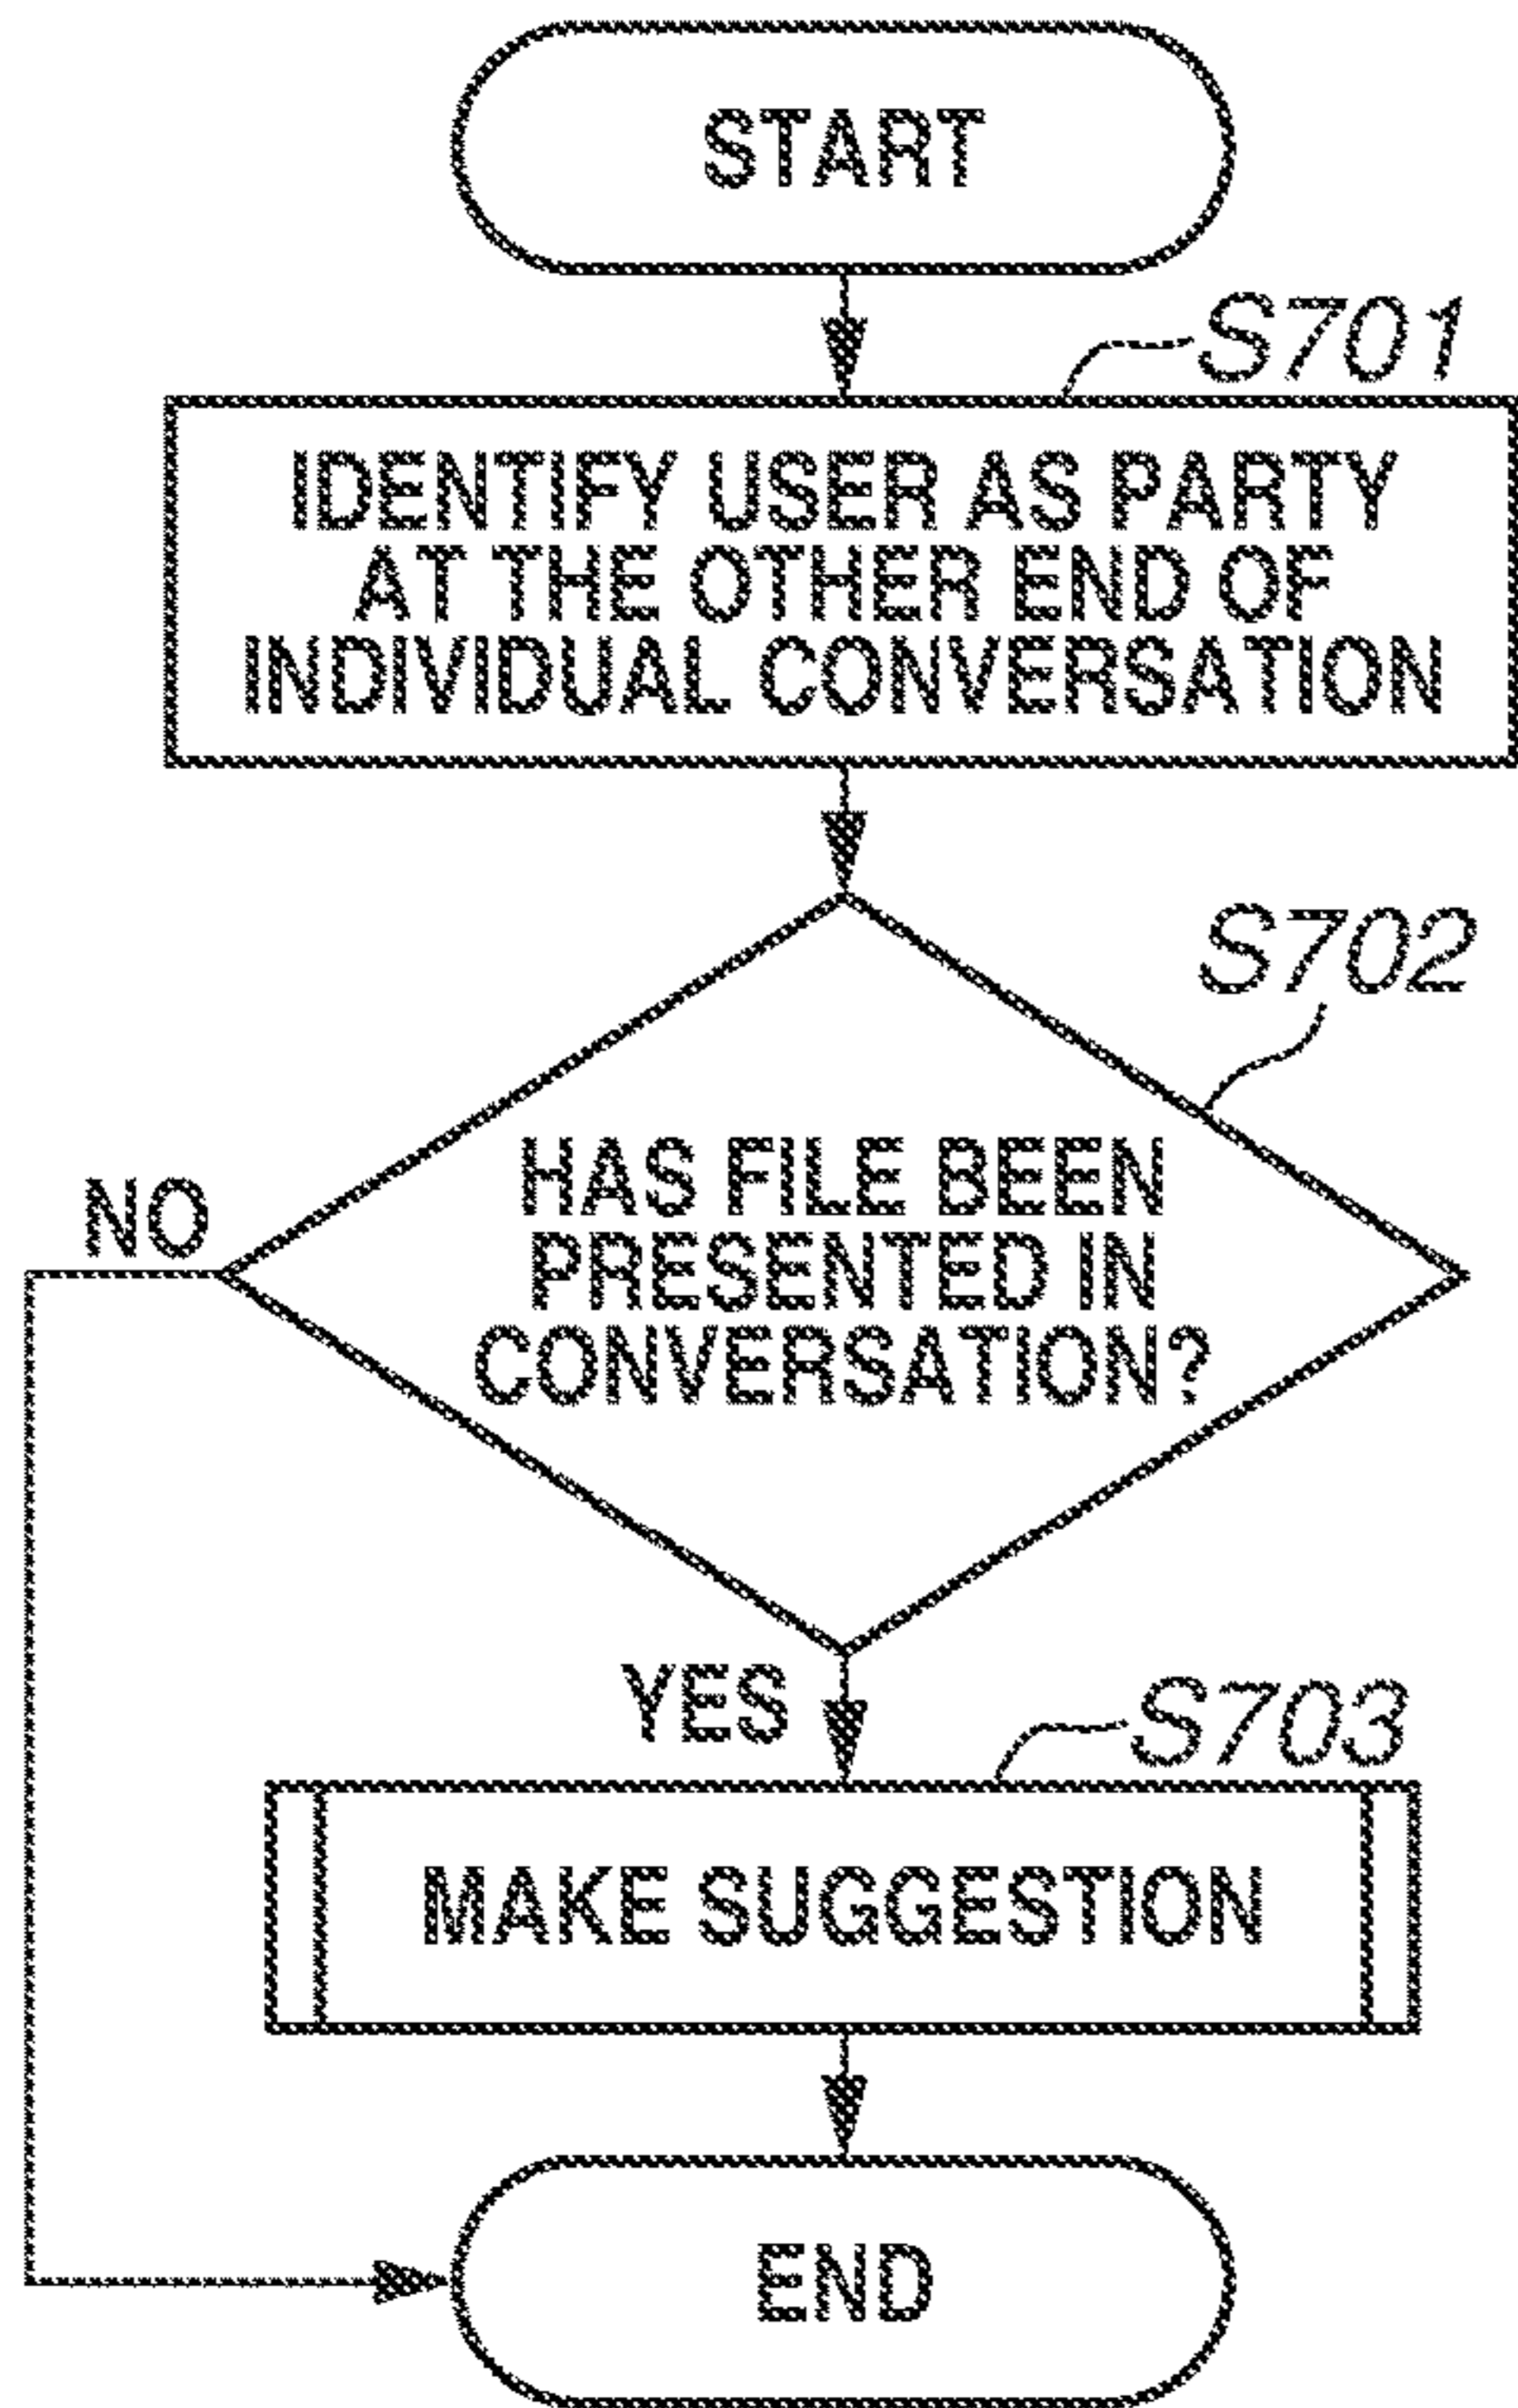 START
S701
IDENTIFY USER AS PARTY
AT THE OTHER END OF
INDIVIDUAL CONVERSATION
S702
HAS FILE BEEN
PRESENTED IN
CONVERSATION?
NO
YES
S703
MAKE SUGGESTION
END